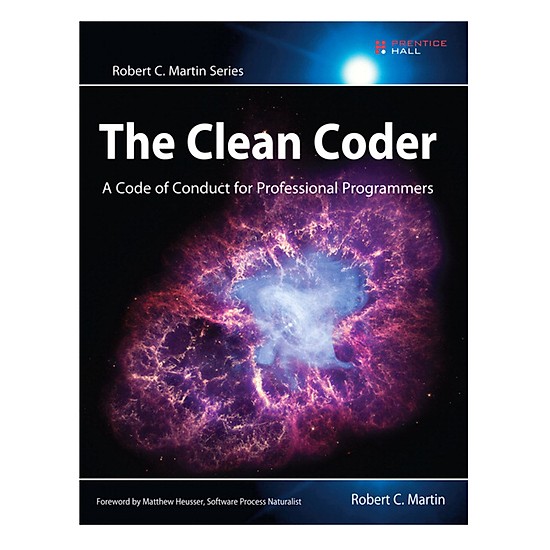 PRENTICE
HALL
Robert C. Martin Series
The Clean Coder
A Code of Conduct for Professional Programmers
Foreword by Matthew Heusser, Software Process Naturalist
Robert C. Martin